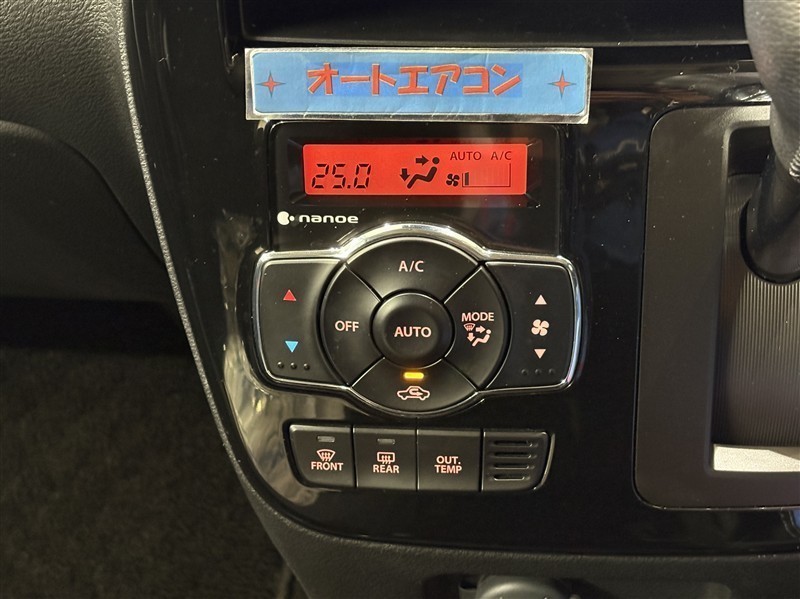 オートエアコン
AUTO A/C
25.0
nanoe
A/C
OFF
AUTO
MODE
FRONT
REAR
OUT.
TEMP